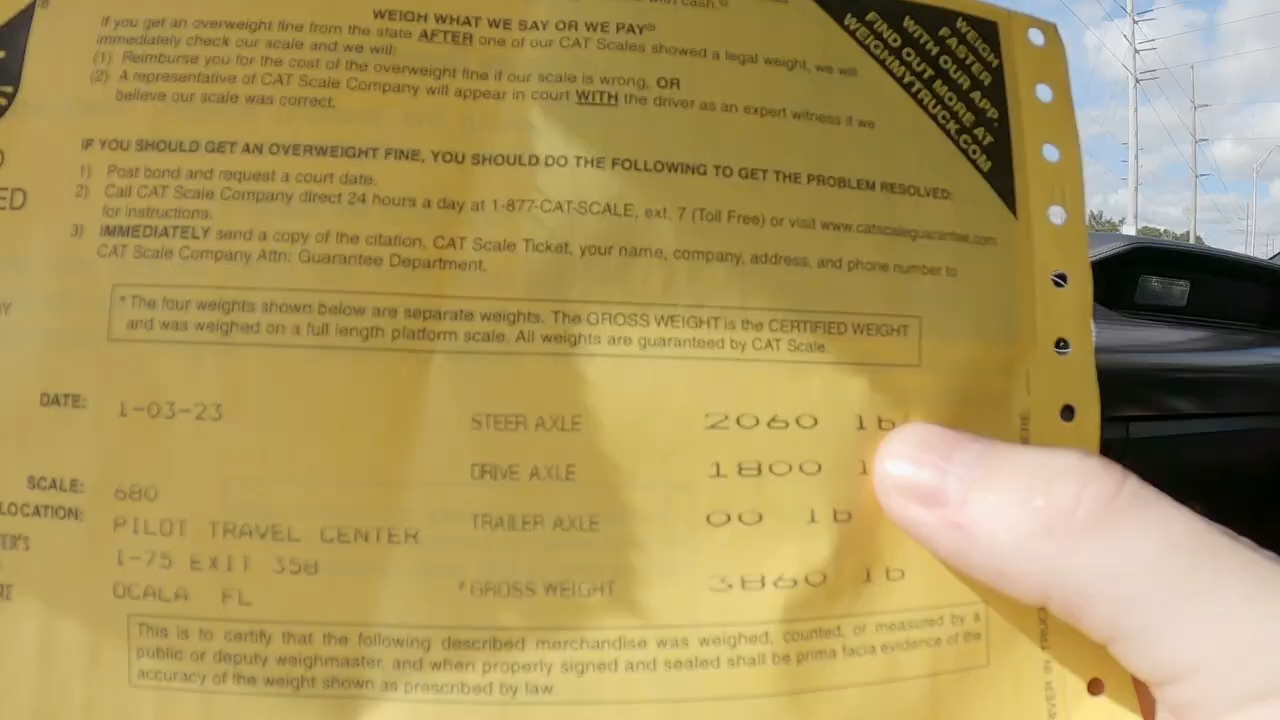 cash.
WEIGH WHAT WE SAY OR WE PAY®
If you get an overweight fine from the state AFTER one of our CAT Scales showed a legal weight, we will
immediately check our scale and we will:
(1) Reimburse you for the cost of the overweight fine if our scale is wrong, OR
(2) A representative of CAT Scale Company will appear in court WITH the driver as an expert witness if we
believe our scale was correct.
WEIGH
FASTER
WITH OUR APP.
FIND OUT MORE AT
WEIGHMYTRUCK.COM
IF YOU SHOULD GET AN OVERWEIGHT FINE, YOU SHOULD DO THE FOLLOWING TO GET THE PROBLEM RESOLVED:
1) Post bond and request a court date.
2) Call CAT Scale Company direct 24 hours a day at 1-877-CAT-SCALE, ext. 7 (Toll Free) or visit www.catscaleguarantee.com
for instructions.
3) IMMEDIATELY send a copy of the citation, CAT Scale Ticket, your name, company, address, and phone number to
CAT Scale Company Attn: Guarantee Department.
*The four weights shown below are separate weights. The GROSS WEIGHT is the CERTIFIED WEIGHT
and was weighed on a full length platform scale. All weights are guaranteed by CAT Scale.
DATE: 1-03-23
STEER AXLE 2060 lb
DRIVE AXLE 1800 l
SCALE: 680
TRAILER AXLE 00 lb
LOCATION: PILOT TRAVEL CENTER
I-75 EXIT 358
*GROSS WEIGHT 3860 lb
OCALA FL
This is to certify that the following described merchandise was weighed, counted, or measured by a
public or deputy weighmaster, and when properly signed and sealed shall be prima facia evidence of the
accuracy of the weight shown as prescribed by law.